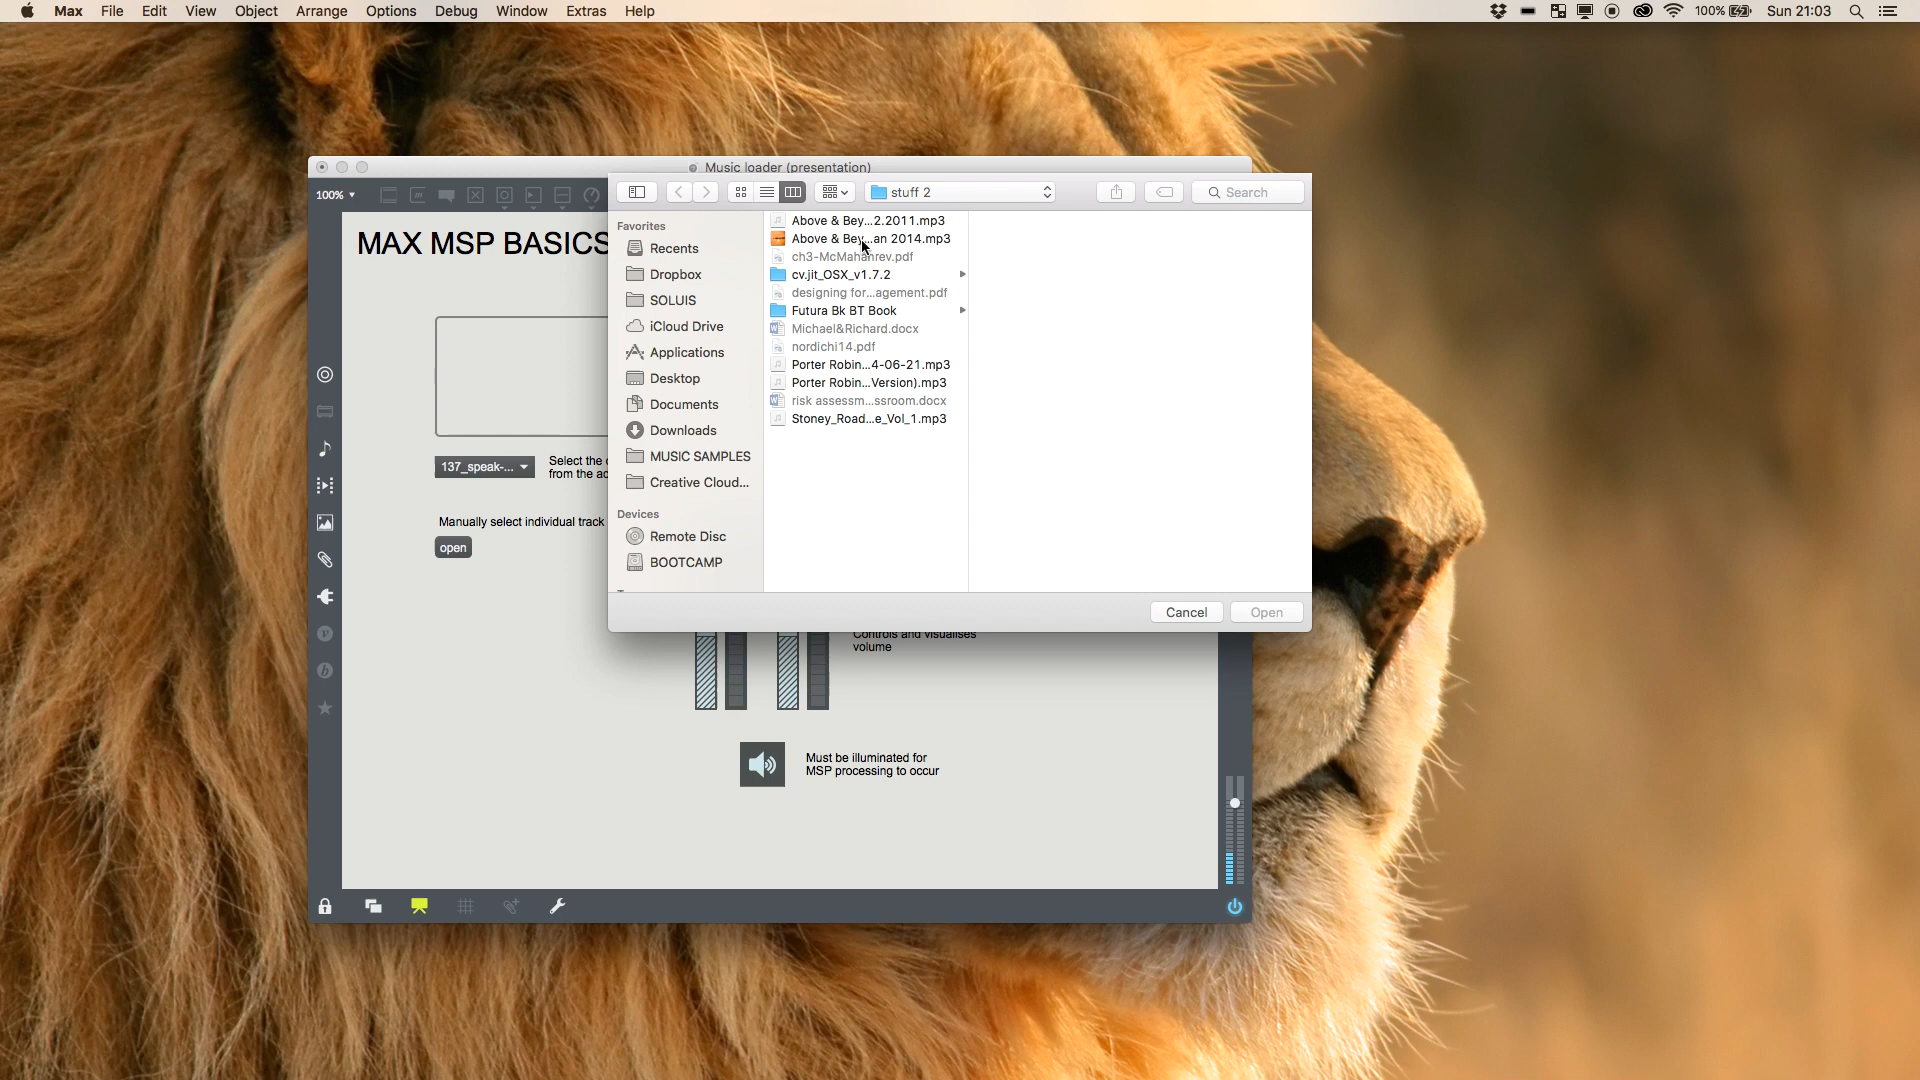 Max File Edit View Object Arrange Options Debug Window Extras Help
100% Sun 21:03
Music loader (presentation)
100%
stuff 2
Search
MAX MSP BASICS
Favorites
Recents
Dropbox
SOLUIS
iCloud Drive
Applications
Desktop
Documents
Downloads
MUSIC SAMPLES
Creative Cloud...
Devices
Remote Disc
BOOTCAMP
Above & Bey...2.2011.mp3
Above & Bey...an 2014.mp3
ch3-McMahanrev.pdf
cv.jit_OSX_v1.7.2
designing for...agement.pdf
Futura Bk BT Book
Michael&Richard.docx
nordichi14.pdf
Porter Robin...4-06-21.mp3
Porter Robin...Version).mp3
risk assessm...ssroom.docx
Stoney_Road...e_Vol_1.mp3
137_speak-...
Select the
from the
Manually select individual track
open
Cancel
Open
Controls and visualises
volume
Must be illuminated for
MSP processing to occur